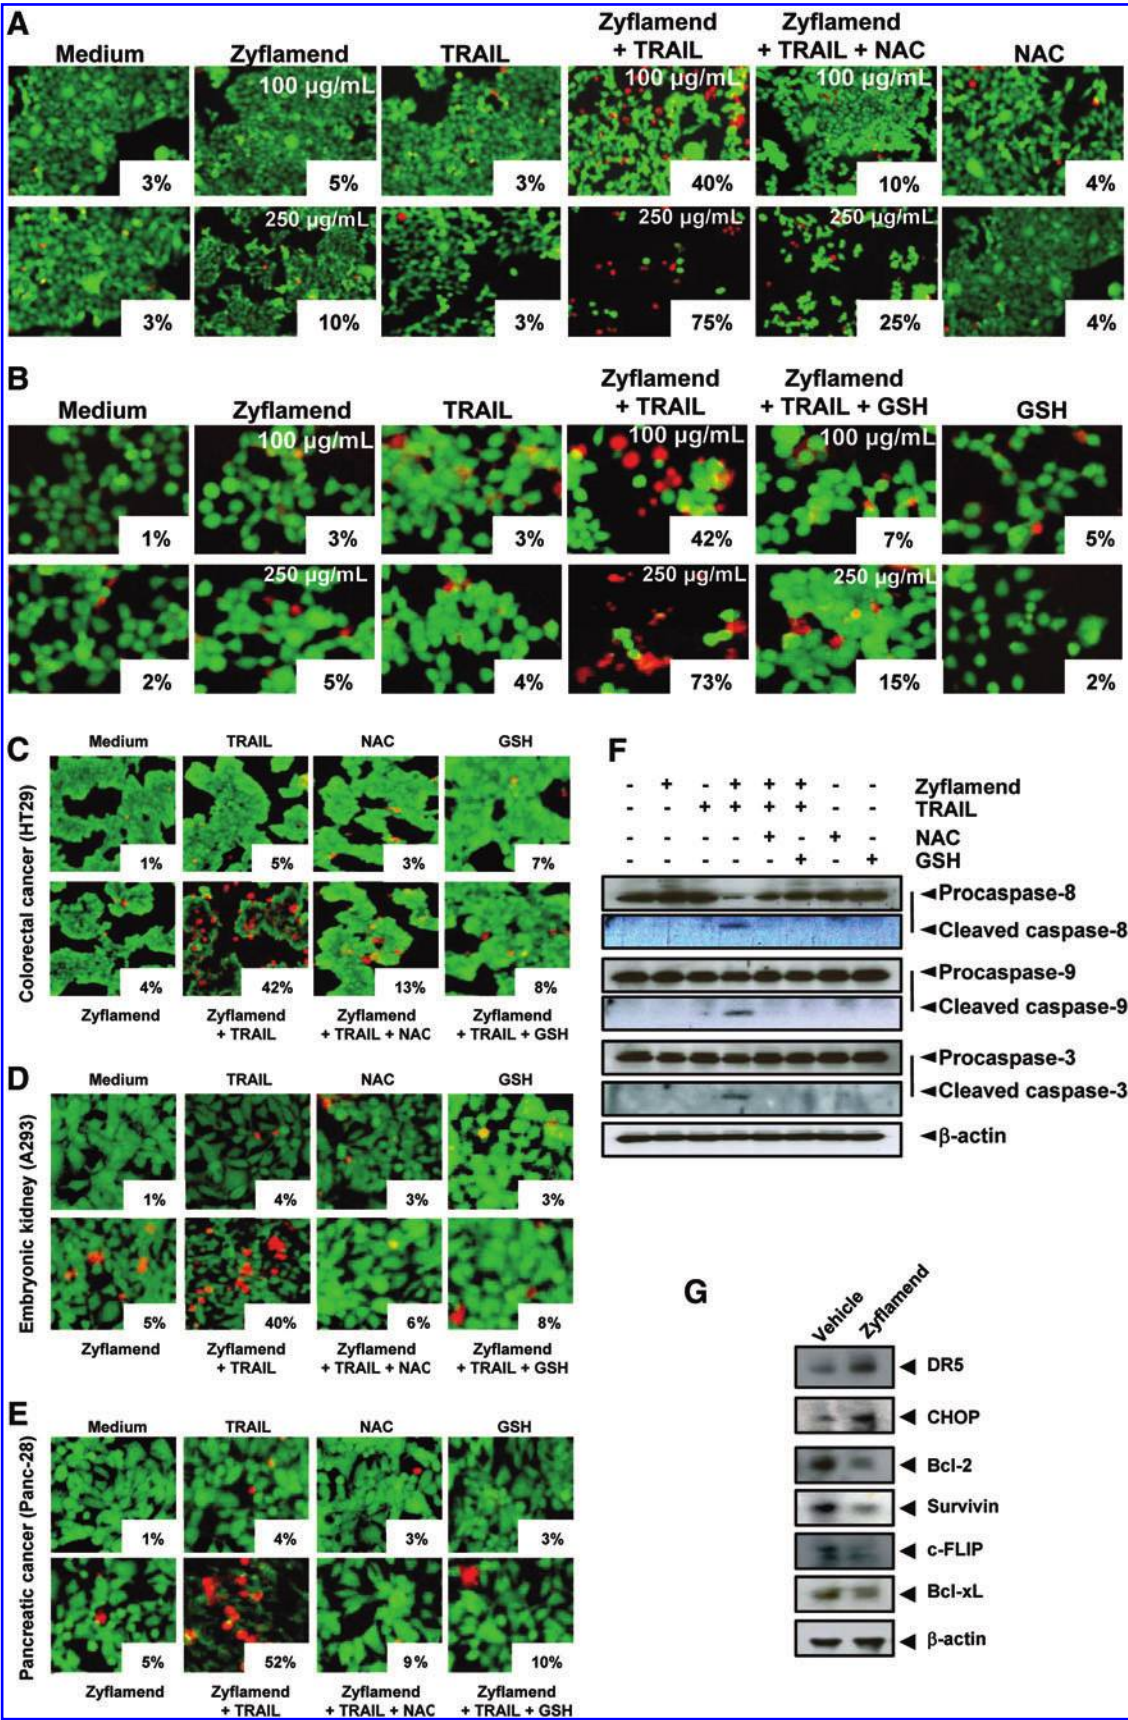 A
Medium
Zyflamend
TRAIL
Zyflamend
+ TRAIL
Zyflamend
+ TRAIL + NAC
NAC
100 µg/mL
100 µg/mL
100 µg/mL
3%
5%
3%
40%
10%
4%
250 µg/mL
250 µg/mL
250 µg/mL
3%
10%
3%
75%
25%
4%
B
Medium
Zyflamend
TRAIL
Zyflamend
+ TRAIL
Zyflamend
+ TRAIL + GSH
GSH
100 µg/mL
100 µg/mL
100 µg/mL
1%
3%
3%
42%
7%
5%
250 µg/mL
250 µg/mL
250 µg/mL
2%
5%
4%
73%
15%
2%
C
Colorectal cancer (HT29)
Medium
TRAIL
NAC
GSH
1%
5%
3%
7%
4%
42%
13%
8%
Zyflamend
Zyflamend
+ TRAIL
Zyflamend
+ TRAIL + NAC
Zyflamend
+ TRAIL + GSH
D
Embryonic kidney (A293)
Medium
TRAIL
NAC
GSH
1%
4%
3%
3%
5%
40%
6%
8%
Zyflamend
Zyflamend
+ TRAIL
Zyflamend
+ TRAIL + NAC
Zyflamend
+ TRAIL + GSH
E
Pancreatic cancer (Panc-28)
Medium
TRAIL
NAC
GSH
1%
4%
3%
3%
5%
52%
9%
10%
Zyflamend
Zyflamend
+ TRAIL
Zyflamend
+ TRAIL + NAC
Zyflamend
+ TRAIL + GSH
F
- + - + + + - - Zyflamend
- - + + + + - - TRAIL
- - - - + - + - NAC
- - - - - + - + GSH
◄Procaspase-8
◄Cleaved caspase-8
◄Procaspase-9
◄Cleaved caspase-9
◄Procaspase-3
◄Cleaved caspase-3
◄β-actin
G
Vehicle
Zyflamend
◄ DR5
◄ CHOP
◄ Bcl-2
◄ Survivin
◄ c-FLIP
◄ Bcl-xL
◄ β-actin